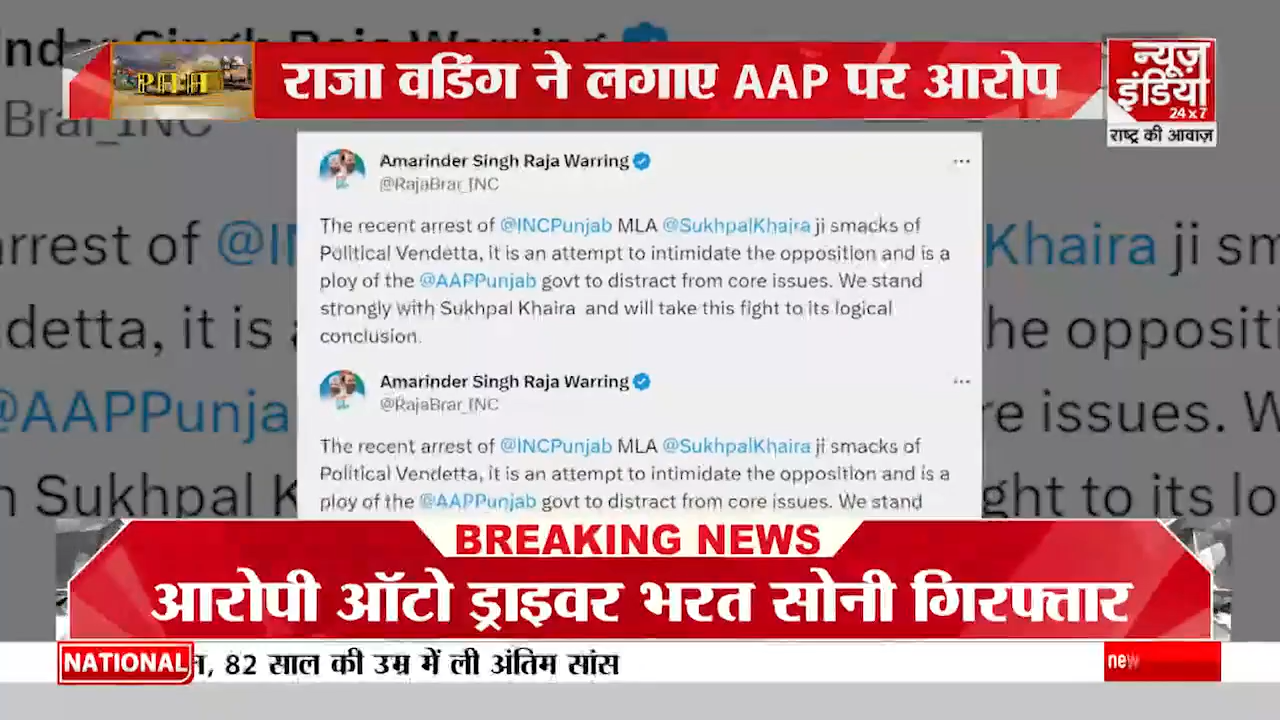 राजा वडिंग ने लगाए AAP पर आरोप
न्यूज़
इंडिया
24x7
राष्ट्र की आवाज़
Amarinder Singh Raja Warring
@RajaBrar_INC
The recent arrest of @INCPunjab MLA @SukhpalKhaira ji smacks of
Political Vendetta, it is an attempt to intimidate the opposition and is a
ploy of the @AAPPunjab govt to distract from core issues. We stand
strongly with Sukhpal Khaira and will take this fight to its logical
conclusion.
Amarinder Singh Raja Warring
@RajaBrar_INC
The recent arrest of @INCPunjab MLA @SukhpalKhaira ji smacks of
Political Vendetta, it is an attempt to intimidate the opposition and is a
ploy of the @AAPPunjab govt to distract from core issues. We stand
BREAKING NEWS
आरोपी ऑटो ड्राइवर भरत सोनी गिरफ्तार
NATIONAL
, 82 साल की उम्र में ली अंतिम सांस
new